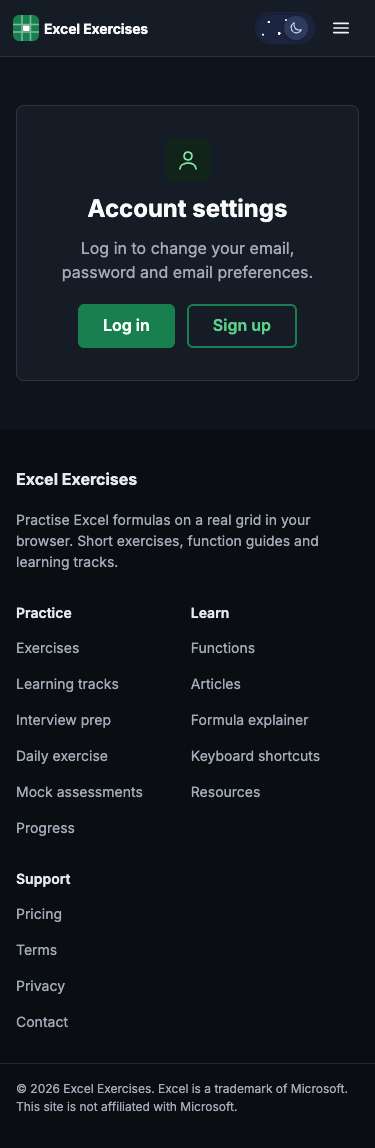 Excel Exercises
Account settings
Log in to change your email,
password and email preferences.
Log in
Sign up
Excel Exercises
Practise Excel formulas on a real grid in your
browser. Short exercises, function guides and
learning tracks.
Practice
Exercises
Learning tracks
Interview prep
Daily exercise
Mock assessments
Progress
Learn
Functions
Articles
Formula explainer
Keyboard shortcuts
Resources
Support
Pricing
Terms
Privacy
Contact
© 2026 Excel Exercises. Excel is a trademark of Microsoft.
This site is not affiliated with Microsoft.